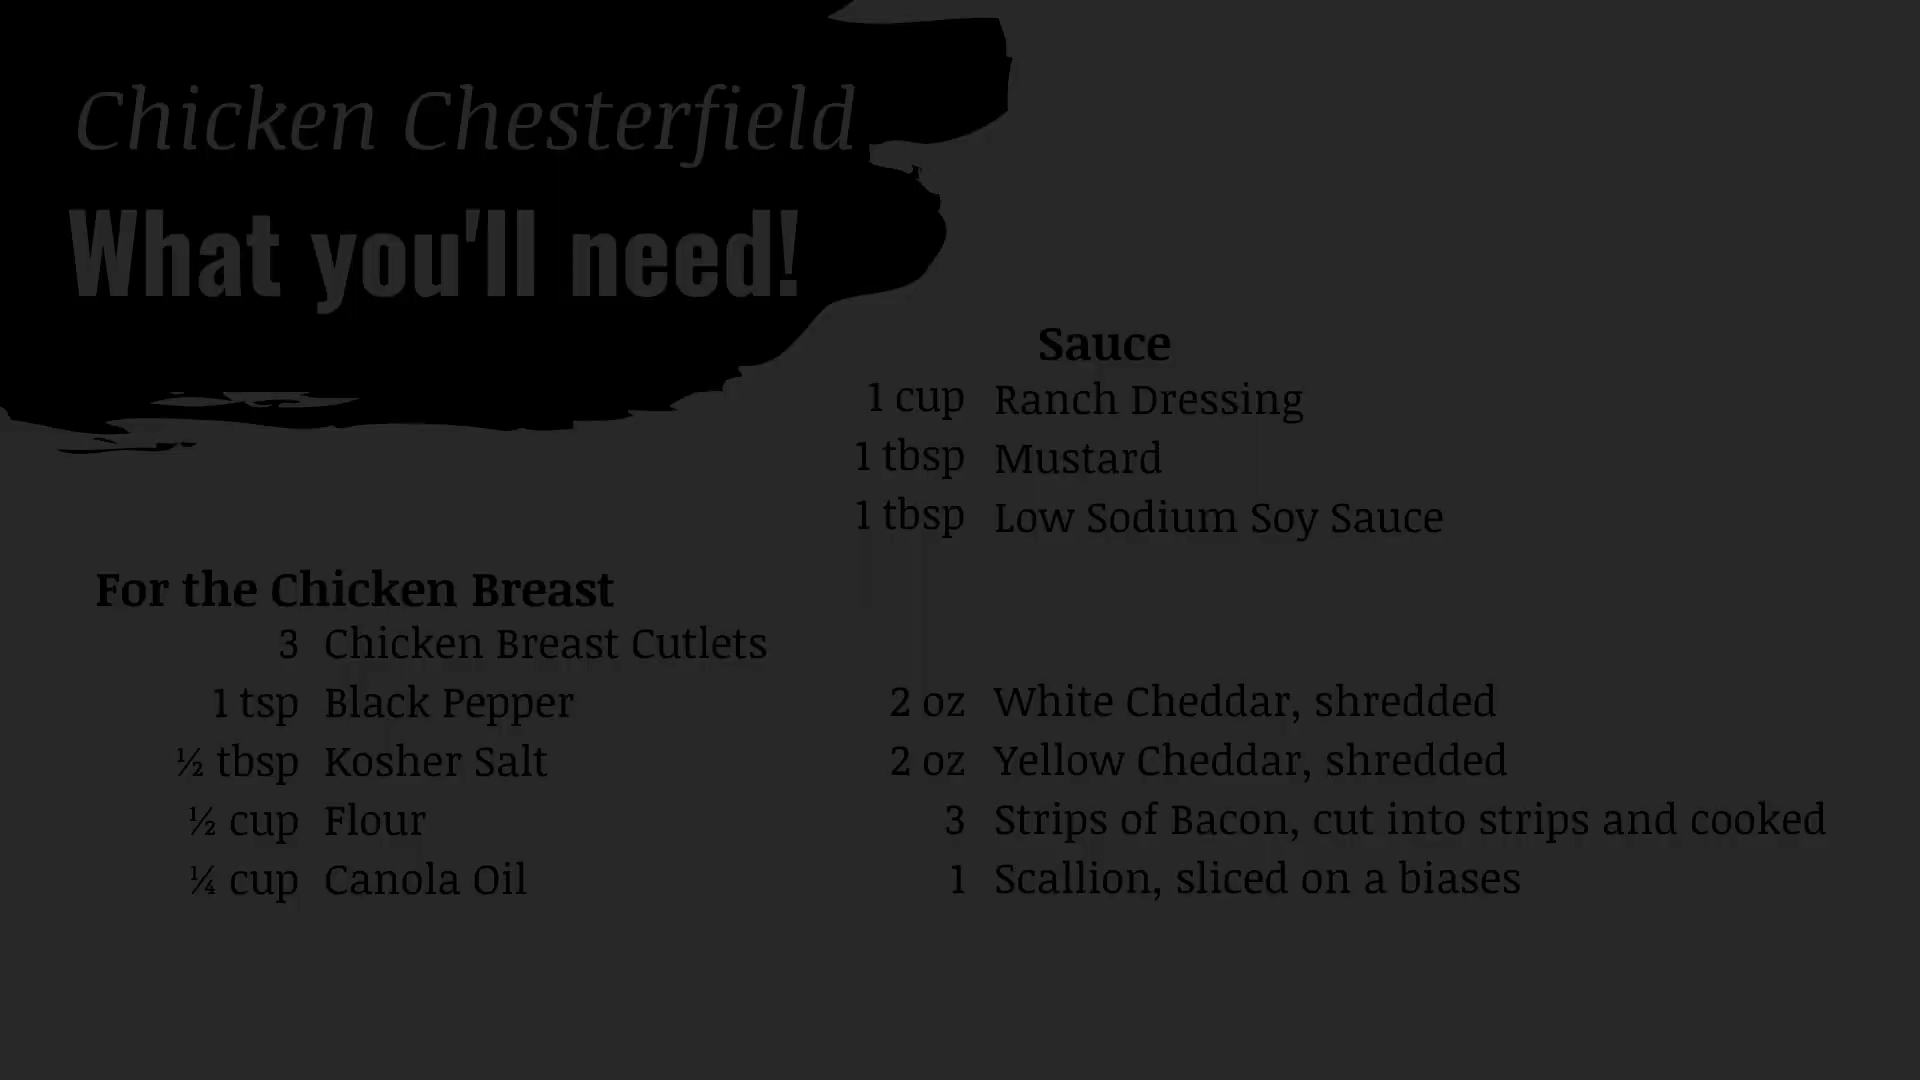 Chicken Chesterfield
What you'll need!
Sauce
1 cup Ranch Dressing
1 tbsp Mustard
1 tbsp Low Sodium Soy Sauce
For the Chicken Breast
3 Chicken Breast Cutlets
1 tsp Black Pepper
½ tbsp Kosher Salt
½ cup Flour
¼ cup Canola Oil
2 oz White Cheddar, shredded
2 oz Yellow Cheddar, shredded
3 Strips of Bacon, cut into strips and cooked
1 Scallion, sliced on a biases